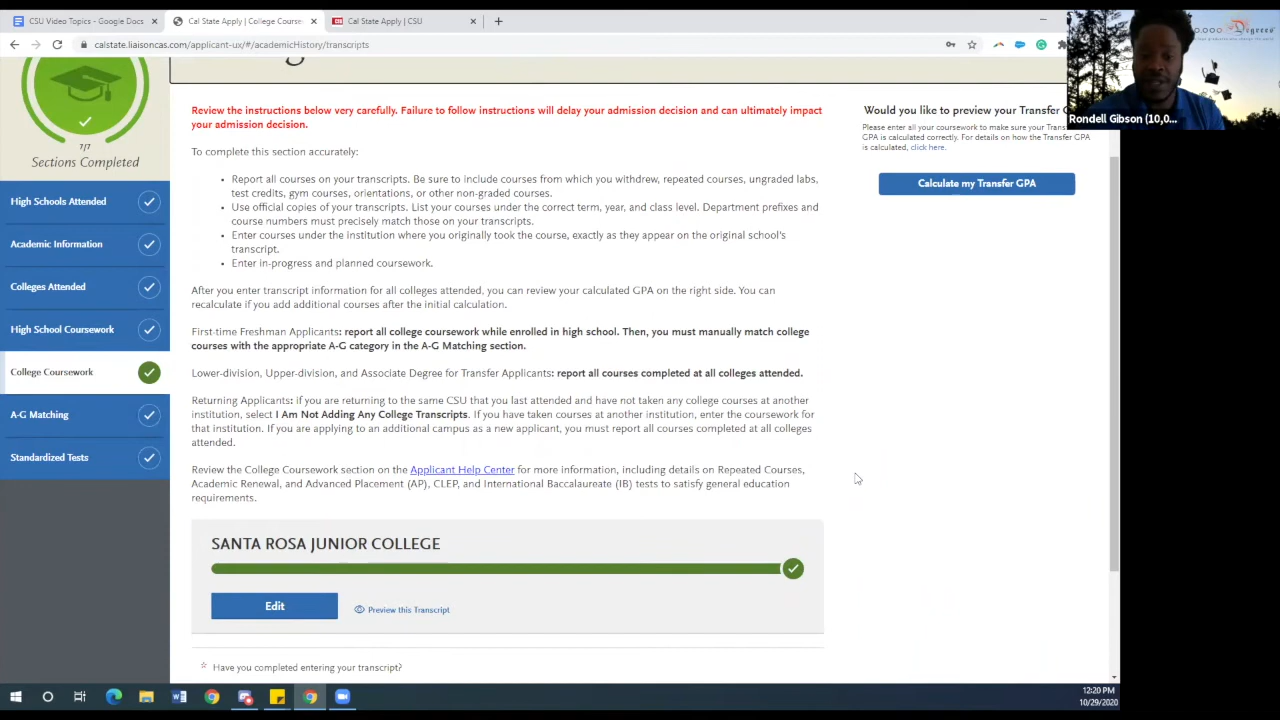 CSU Video Topics - Google Docs
Cal State Apply | College Course
Cal State Apply | CSU
calstate.liaisoncas.com/applicant-ux/#/academicHistory/transcripts
Rondell Gibson (10,0...
7/7
Sections Completed
High Schools Attended
Academic Information
Colleges Attended
High School Coursework
College Coursework
A-G Matching
Standardized Tests
Review the instructions below very carefully. Failure to follow instructions will delay your admission decision and can ultimately impact
your admission decision.
To complete this section accurately:
Report all courses on your transcripts. Be sure to include courses from which you withdrew, repeated courses, ungraded labs,
test credits, gym courses, orientations, or other non-graded courses.
Use official copies of your transcripts. List your courses under the correct term, year, and class level. Department prefixes and
course numbers must precisely match those on your transcripts.
Enter courses under the institution where you originally took the course, exactly as they appear on the original school's
transcript.
Enter in-progress and planned coursework.
After you enter transcript information for all colleges attended, you can review your calculated GPA on the right side. You can
recalculate if you add additional courses after the initial calculation.
First-time Freshman Applicants: report all college coursework while enrolled in high school. Then, you must manually match college
courses with the appropriate A-G category in the A-G Matching section.
Lower-division, Upper-division, and Associate Degree for Transfer Applicants: report all courses completed at all colleges attended.
Returning Applicants: if you are returning to the same CSU that you last attended and have not taken any college courses at another
institution, select I Am Not Adding Any College Transcripts. If you have taken courses at another institution, enter the coursework for
that institution. If you are applying to an additional campus as a new applicant, you must report all courses completed at all colleges
attended.
Review the College Coursework section on the Applicant Help Center for more information, including details on Repeated Courses,
Academic Renewal, and Advanced Placement (AP), CLEP, and International Baccalaureate (IB) tests to satisfy general education
requirements.
SANTA ROSA JUNIOR COLLEGE
Edit
Preview this Transcript
Have you completed entering your transcript?
Would you like to preview your Transfer
Please enter all your coursework to make sure your Trans
GPA is calculated correctly. For details on how the Transfer GPA
is calculated, click here.
Calculate my Transfer GPA
12:20 PM
10/29/2020